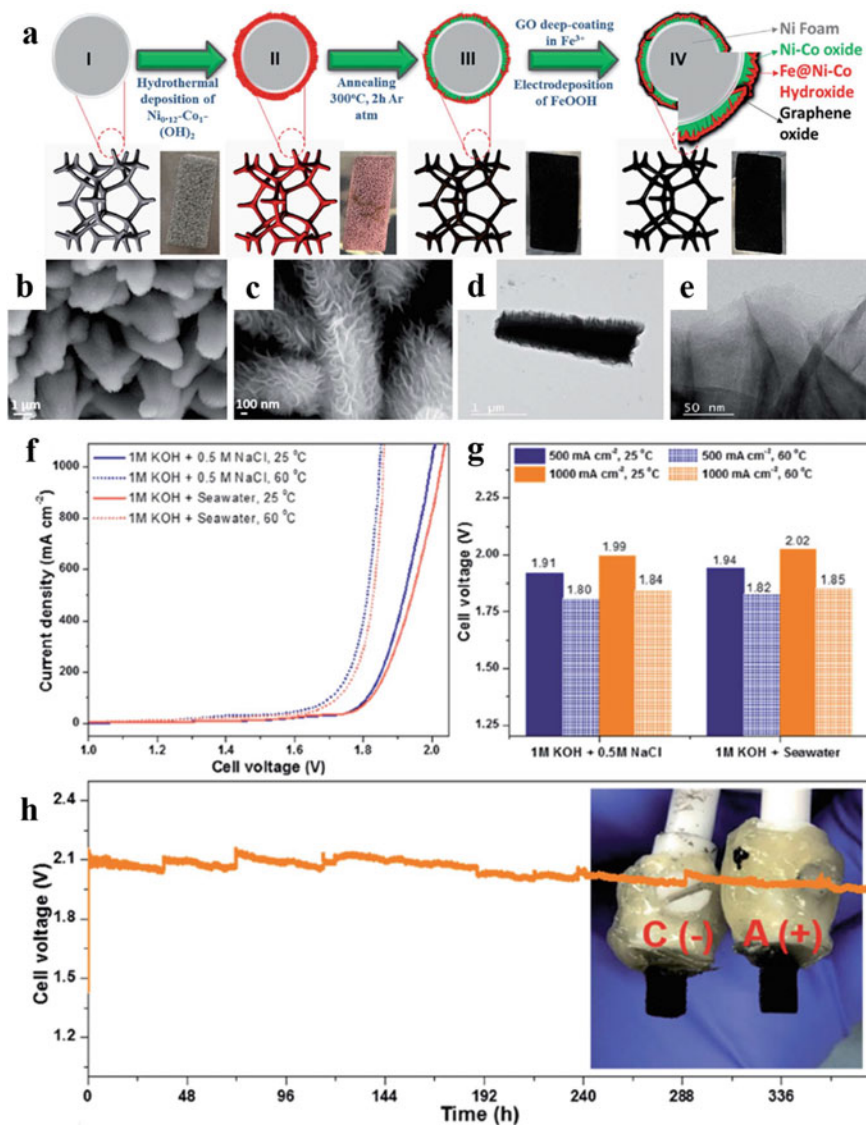 a
I
II
III
IV
Hydrothermal
deposition of
Ni₀.₁₂-Co₁-
(OH)₂
Annealing
300°C, 2h Ar
atm
GO deep-coating
in Fe³⁺
Electrodeposition
of FeOOH
Ni Foam
Ni-Co oxide
Fe@Ni-Co
Hydroxide
Graphene
oxide
b
1 µm
c
100 nm
d
1 µm
e
50 nm
f
1M KOH + 0.5 M NaCl, 25 °C
1M KOH + 0.5 M NaCl, 60 °C
1M KOH + Seawater, 25 °C
1M KOH + Seawater, 60 °C
Current density (mA cm⁻²)
1000
800
600
400
200
0
1.0 1.2 1.4 1.6 1.8 2.0
Cell voltage (V)
g
500 mA cm⁻², 25 °C
500 mA cm⁻², 60 °C
1000 mA cm⁻², 25 °C
1000 mA cm⁻², 60 °C
Cell voltage (V)
2.25
2.00
1.75
1.50
1.25
1.91
1.80
1.99
1.84
1.94
1.82
2.02
1.85
1M KOH + 0.5M NaCl
1M KOH + Seawater
h
Cell voltage (V)
2.4
2.1
1.8
1.5
1.2
C (-)
A (+)
0 48 96 144 192 240 288 336
Time (h)